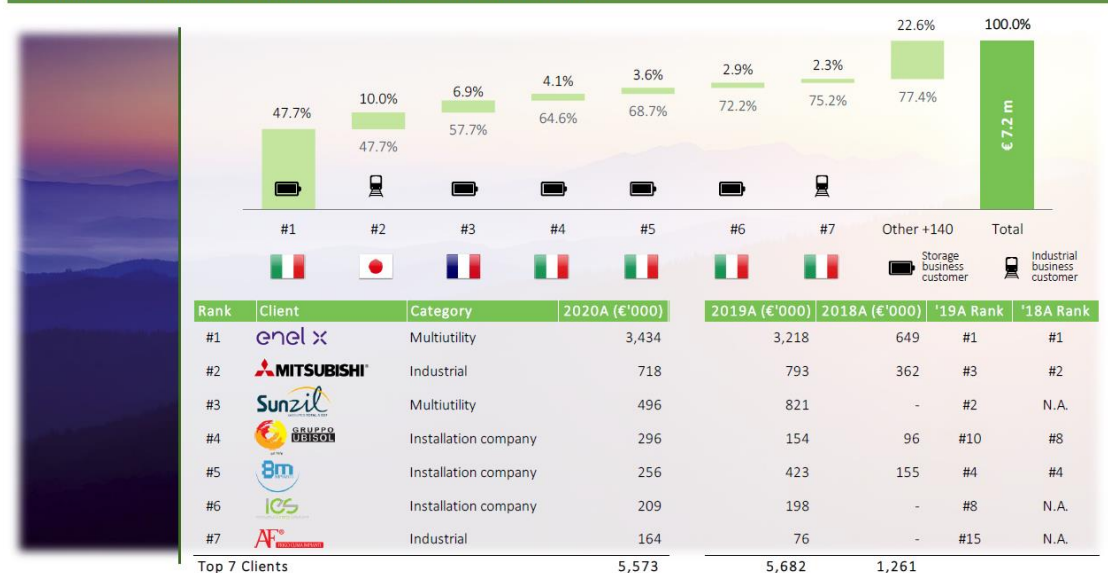 22.6% 100.0%
2.3%
2.9%
3.6%
4.1%
6.9%
10.0%
47.7%
77.4%
75.2%
72.2%
68.7%
64.6%
57.7%
47.7%
€ 7.2 m
#1 #2 #3 #4 #5 #6 #7 Other +140 Total
Storage business customer
Industrial business customer
Rank Client Category 2020A (€'000) 2019A (€'000) 2018A (€'000) '19A Rank '18A Rank
#1 enel x Multiutility 3,434 3,218 649 #1 #1
#2 MITSUBISHI Industrial 718 793 362 #3 #2
#3 Sunzil Multiutility 496 821 - #2 N.A.
#4 GRUPPO UBISOL Installation company 296 154 96 #10 #8
#5 8m Installation company 256 423 155 #4 #4
#6 ICS Installation company 209 198 - #8 N.A.
#7 AF Industrial 164 76 - #15 N.A.
Top 7 Clients 5,573 5,682 1,261